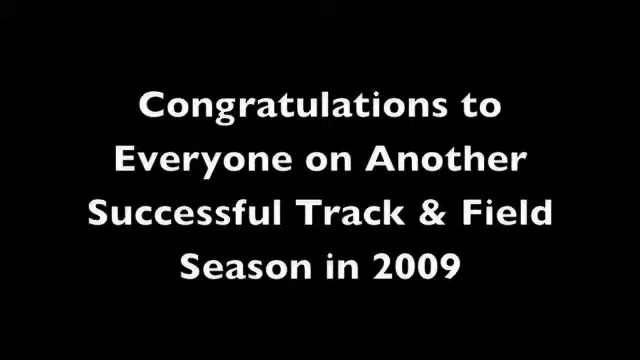 Congratulations to
Everyone on Another
Successful Track & Field
Season in 2009